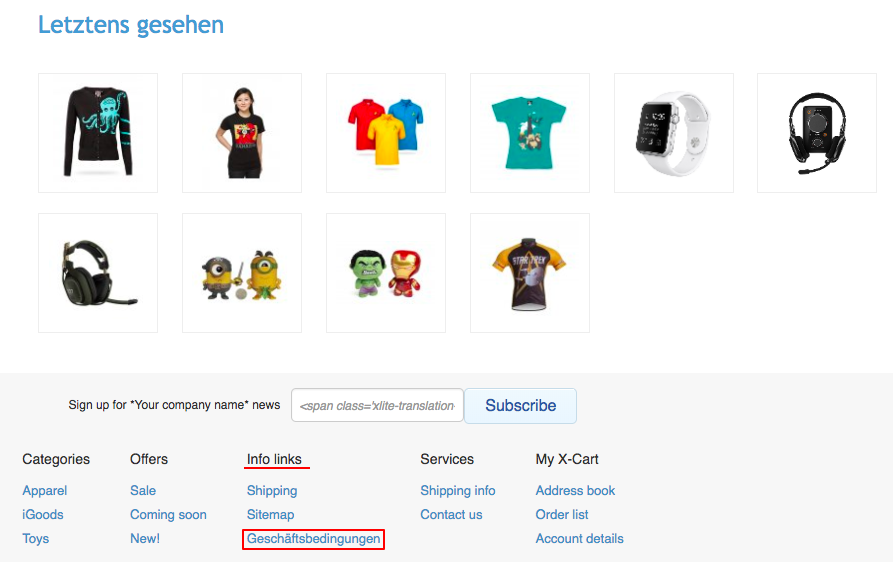 Letztens gesehen
STAR TREK
Sign up for *Your company name* news
<span class='xlite-translation-
Subscribe
Categories
Offers
Info links
Services
My X-Cart
Apparel
Sale
Shipping
Shipping info
Address book
iGoods
Coming soon
Sitemap
Contact us
Order list
Toys
New!
Geschäftsbedingungen
Account details